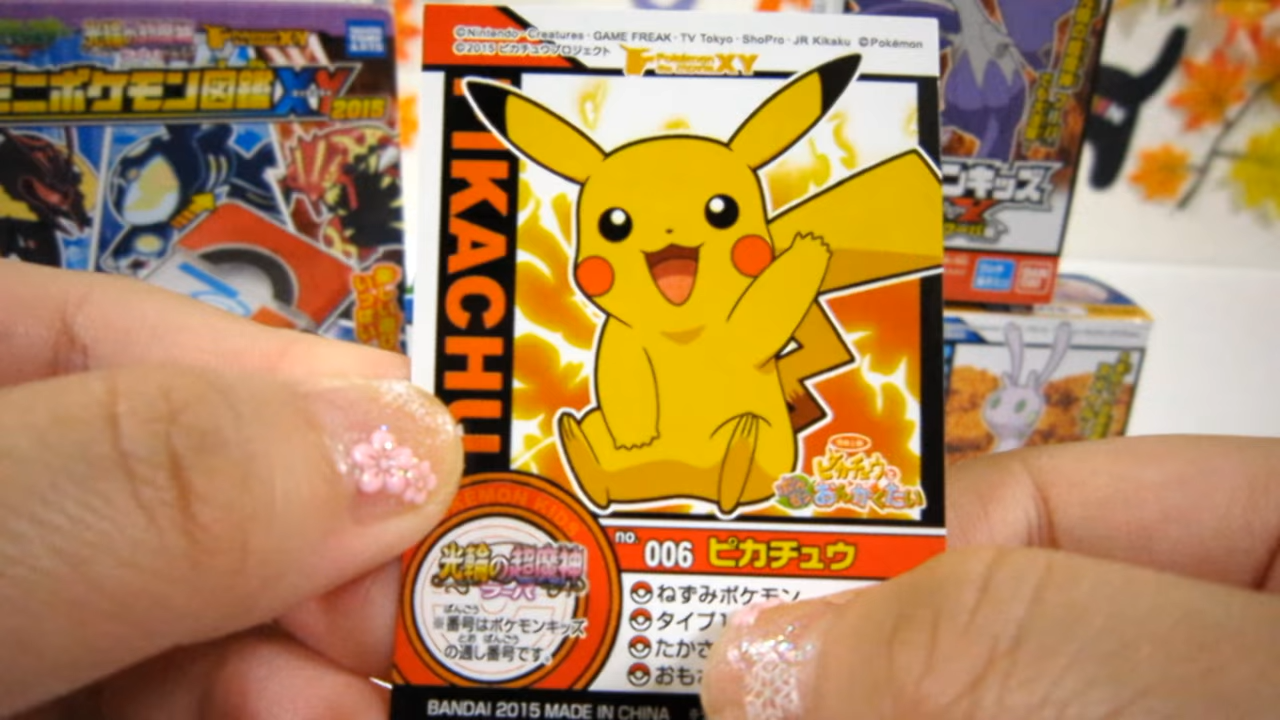 ©Nintendo・Creatures・GAME FREAK・TV Tokyo・ShoPro・JR Kikaku ©Pokémon
©2015 ピカチュウプロジェクト
XY
PIKACHU
ミニポケモン図鑑XY
2015
ンキッズ
ピカチュウと
おんがくたい
POKEMON KIDS
no. 006 ピカチュウ
光輪の超魔神
フーパ
ねずみポケモン
タイプ
たかさ
おも
ばんごう
※番号はポケモンキッズ
とお ばんごう
の通し番号です。
BANDAI 2015 MADE IN CHINA